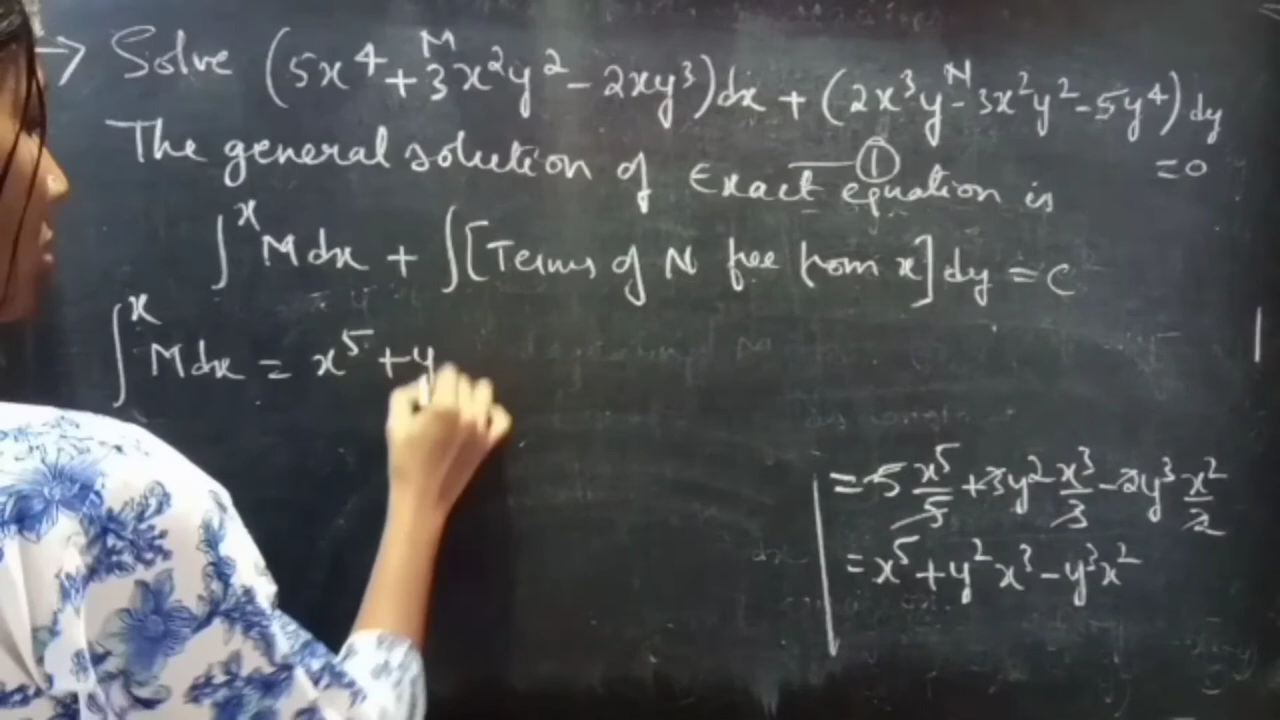 → Solve (5x⁴ + 3x²y² - 2xy³)dx + (2x³y - 3x²y² - 5y⁴) dy = 0
M N
— ①
The general solution of Exact equation is
∫ˣ M dx + ∫[Terms of N free from x] dy = C
∫ˣ M dx = x⁵ + y
= 5 x⁵/5 + 3y² x³/3 - 2y³ x²/2
= x⁵ + y²x³ - y³x²